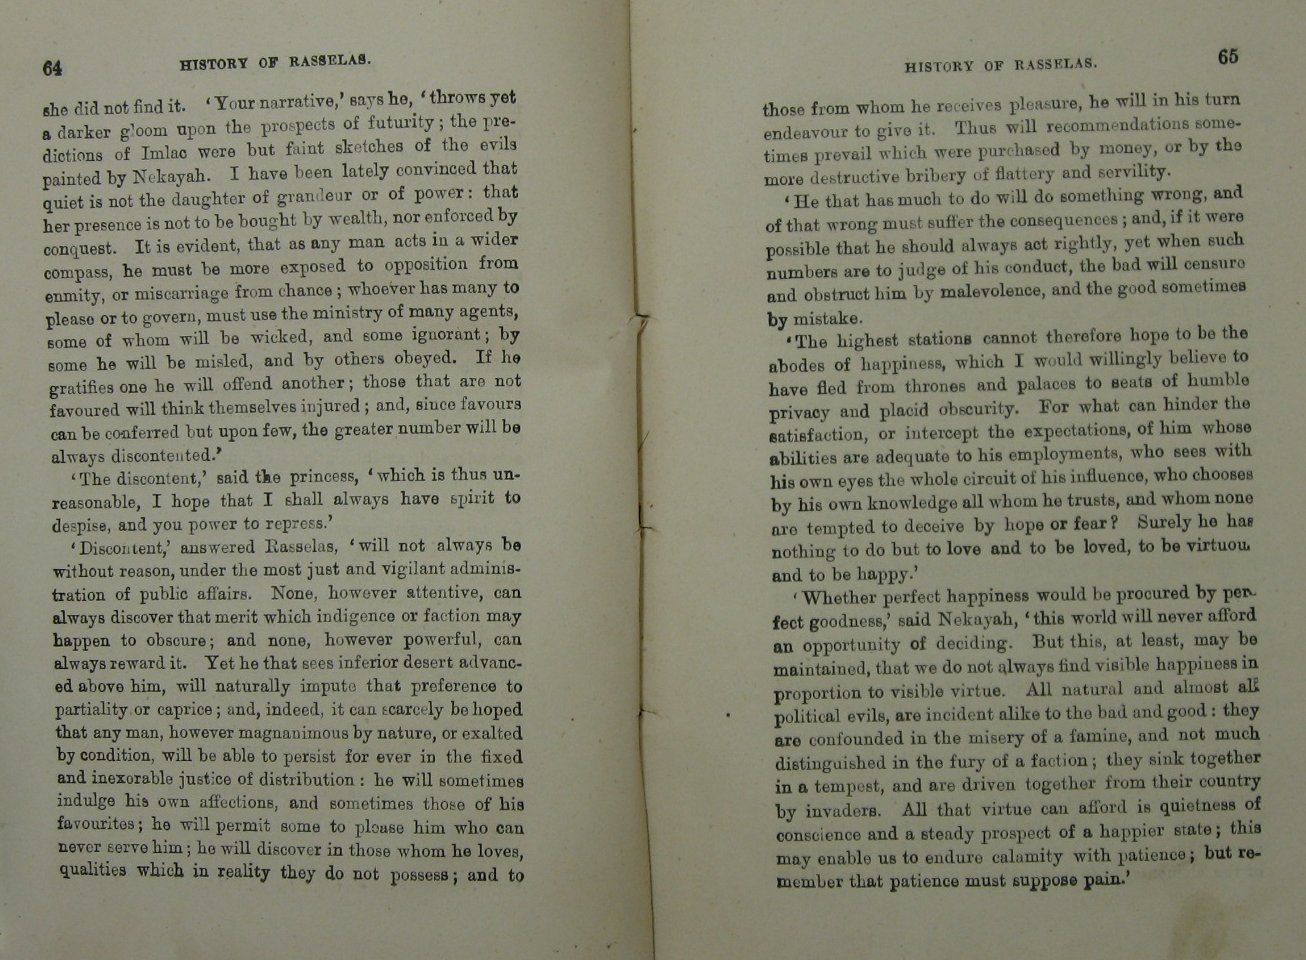 64
HISTORY OF RASSELAS.
she did not find it. ‘Your narrative,’ says he, ‘throws yet
a darker gloom upon the prospects of futurity; the pre-
dictions of Imlac were but faint sketches of the evils
painted by Nekayah. I have been lately convinced that
quiet is not the daughter of grandeur or of power: that
her presence is not to be bought by wealth, nor enforced by
conquest. It is evident, that as any man acts in a wider
compass, he must be more exposed to opposition from
enmity, or miscarriage from chance; whoever has many to
please or to govern, must use the ministry of many agents,
some of whom will be wicked, and some ignorant; by
some he will be misled, and by others obeyed. If he
gratifies one he will offend another; those that are not
favoured will think themselves injured; and, since favours
can be conferred but upon few, the greater number will be
always discontented.’
‘The discontent,’ said the princess, ‘which is thus un-
reasonable, I hope that I shall always have spirit to
despise, and you power to repress.’
‘Discontent,’ answered Rasselas, ‘will not always be
without reason, under the most just and vigilant adminis-
tration of public affairs. None, however attentive, can
always discover that merit which indigence or faction may
happen to obscure; and none, however powerful, can
always reward it. Yet he that sees inferior desert advanc-
ed above him, will naturally impute that preference to
partiality or caprice; and, indeed, it can scarcely be hoped
that any man, however magnanimous by nature, or exalted
by condition, will be able to persist for ever in the fixed
and inexorable justice of distribution: he will sometimes
indulge his own affections, and sometimes those of his
favourites; he will permit some to please him who can
never serve him; he will discover in those whom he loves,
qualities which in reality they do not possess; and to
HISTORY OF RASSELAS.
65
those from whom he receives pleasure, he will in his turn
endeavour to give it. Thus will recommendations some-
times prevail which were purchased by money, or by the
more destructive bribery of flattery and servility.
‘He that has much to do will do something wrong, and
of that wrong must suffer the consequences; and, if it were
possible that he should always act rightly, yet when such
numbers are to judge of his conduct, the bad will censure
and obstruct him by malevolence, and the good sometimes
by mistake.
‘The highest stations cannot therefore hope to be the
abodes of happiness, which I would willingly believe to
have fled from thrones and palaces to seats of humble
privacy and placid obscurity. For what can hinder the
satisfaction, or intercept the expectations, of him whose
abilities are adequate to his employments, who sees with
his own eyes the whole circuit of his influence, who chooses
by his own knowledge all whom he trusts, and whom none
are tempted to deceive by hope or fear? Surely he has
nothing to do but to love and to be loved, to be virtuou,
and to be happy.’
‘Whether perfect happiness would be procured by per-
fect goodness,’ said Nekayah, ‘this world will never afford
an opportunity of deciding. But this, at least, may be
maintained, that we do not always find visible happiness in
proportion to visible virtue. All natural and almost all
political evils, are incident alike to the bad and good: they
are confounded in the misery of a famine, and not much
distinguished in the fury of a faction; they sink together
in a tempest, and are driven together from their country
by invaders. All that virtue can afford is quietness of
conscience and a steady prospect of a happier state; this
may enable us to endure calamity with patience; but re-
member that patience must suppose pain.’